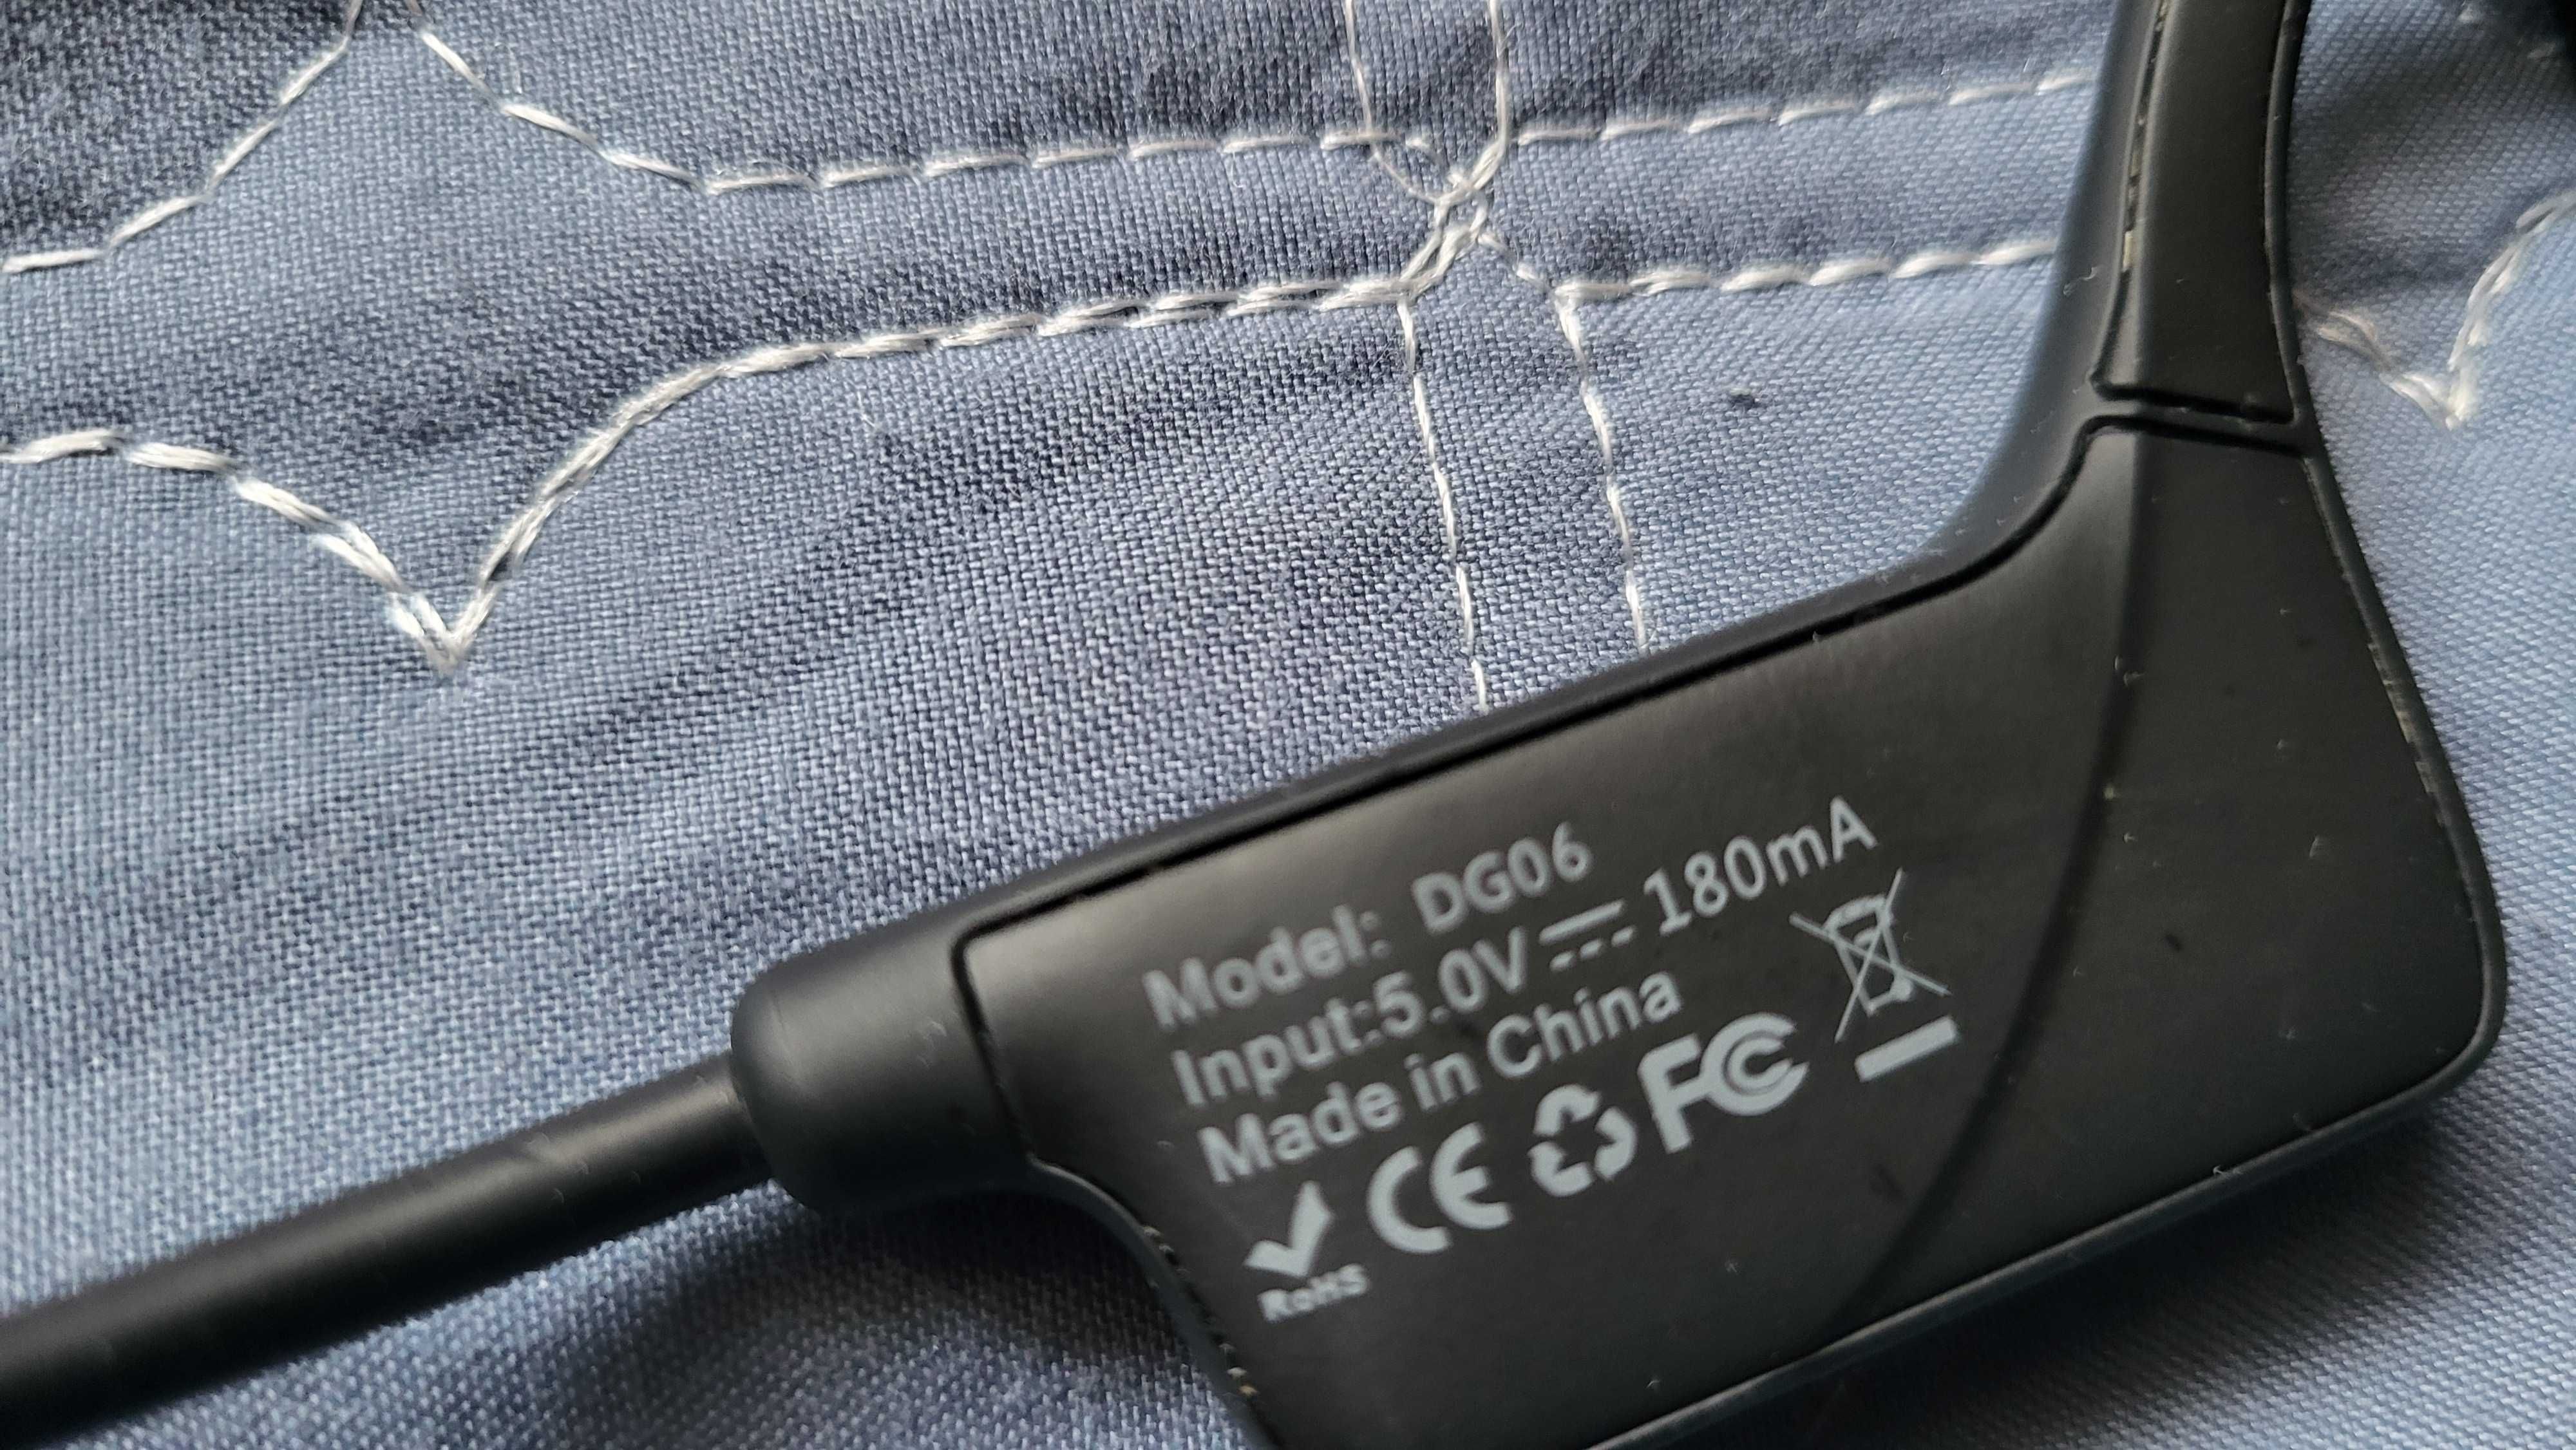 Model: DG06
Input:5.0V⎓180mA
Made in China
CE FC
RoHS